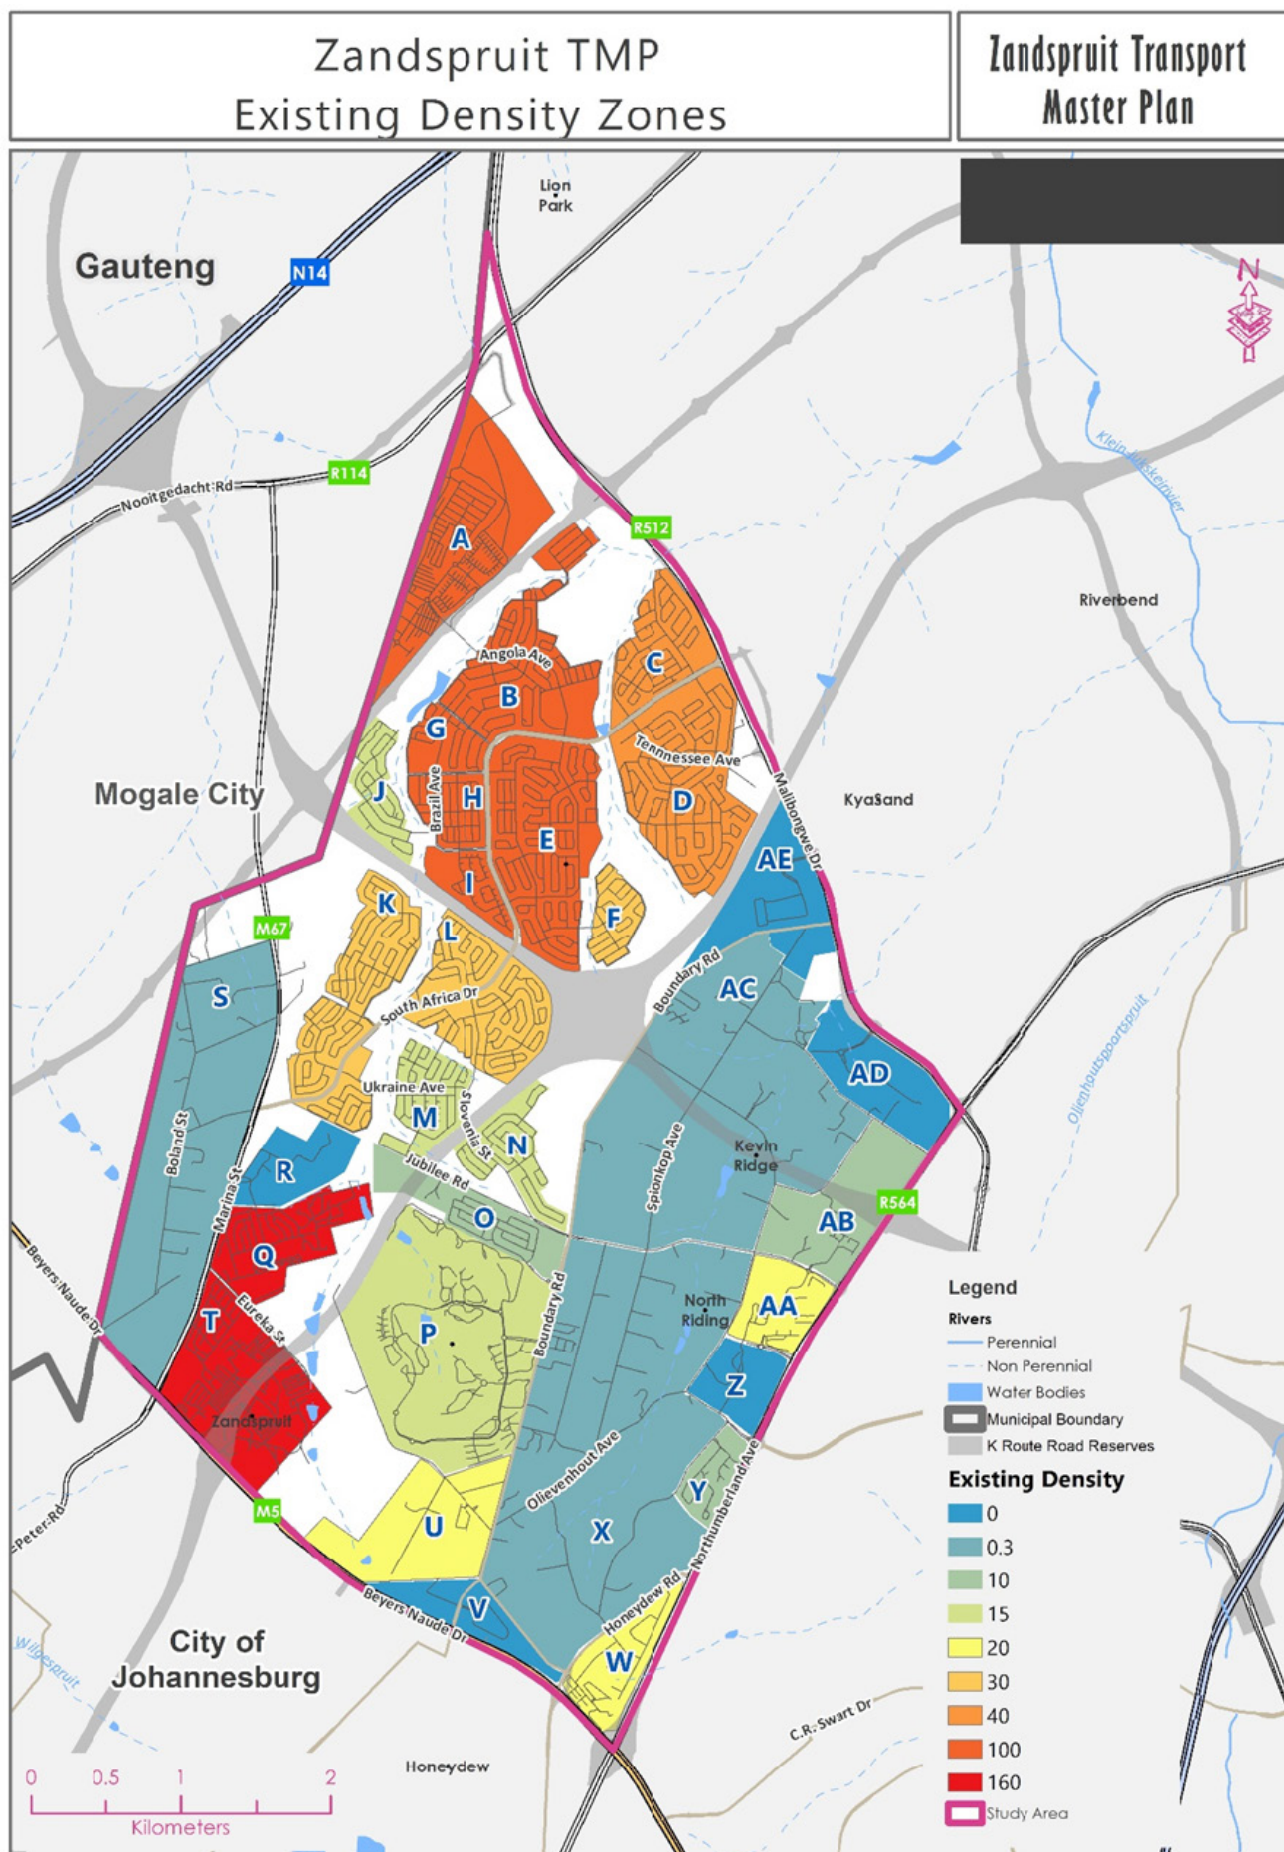 Zandspruit TMP
Existing Density Zones
Zandspruit Transport
Master Plan
Lion
Park
Gauteng
N14
N
R114
Nooitgedacht Rd
Klein Jukskeirivier
A
R512
Riverbend
C
Angola Ave
B
G
Tennnessee Ave
J
Brazil Ave
H
D
Mogale City
KyaSand
Malibongwe Dr
E
AE
I
K
F
L
M67
S
Boundary Rd
AC
South Africa Dr
AD
Ukraine Ave
M
Slovenia St
N
Boland St
Marina St
R
Jubilee Rd
Spionkop Ave
Kevin
Ridge
R564
O
AB
Q
Beyers Naude Dr
T
Eureka St
P
Boundary Rd
North
Riding
AA
Z
Zandspruit
Olievenhout Ave
Y
Northumberland Ave
Peter Rd
M5
U
X
Beyers Naude Dr
V
Honeydew Rd
W
City of
Johannesburg
Wilgespruit
C.R. Swart Dr
Honeydew
0 0.5 1 2
Kilometers
Legend
Rivers
Perennial
Non Perennial
Water Bodies
Municipal Boundary
K Route Road Reserves
Existing Density
0
0.3
10
15
20
30
40
100
160
Study Area